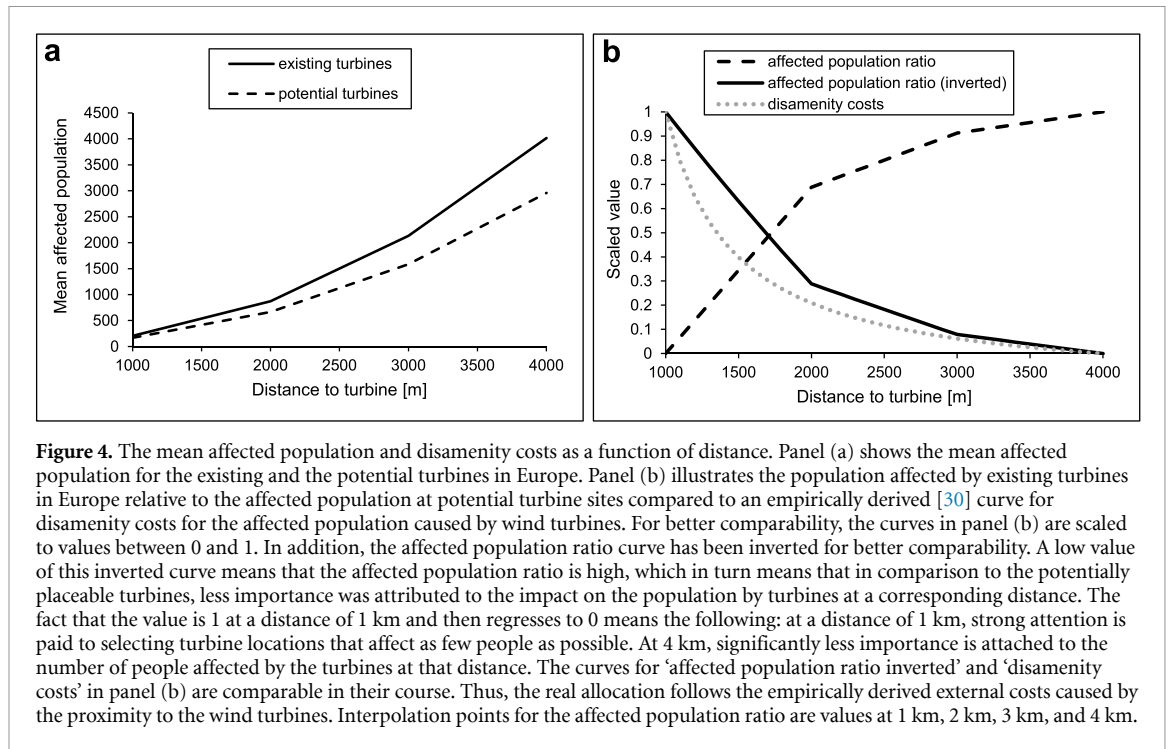 a
existing turbines
potential turbines
4500
4000
3500
3000
2500
2000
1500
1000
500
0
Mean affected population
1000 1500 2000 2500 3000 3500 4000
Distance to turbine [m]
b
affected population ratio
affected population ratio (inverted)
disamenity costs
1
0.9
0.8
0.7
0.6
0.5
0.4
0.3
0.2
0.1
0
Scaled value
1000 1500 2000 2500 3000 3500 4000
Distance to turbine [m]
Figure 4. The mean affected population and disamenity costs as a function of distance. Panel (a) shows the mean affected
population for the existing and the potential turbines in Europe. Panel (b) illustrates the population affected by existing turbines
in Europe relative to the affected population at potential turbine sites compared to an empirically derived [30] curve for
disamenity costs for the affected population caused by wind turbines. For better comparability, the curves in panel (b) are scaled
to values between 0 and 1. In addition, the affected population ratio curve has been inverted for better comparability. A low value
of this inverted curve means that the affected population ratio is high, which in turn means that in comparison to the potentially
placeable turbines, less importance was attributed to the impact on the population by turbines at a corresponding distance. The
fact that the value is 1 at a distance of 1 km and then regresses to 0 means the following: at a distance of 1 km, strong attention is
paid to selecting turbine locations that affect as few people as possible. At 4 km, significantly less importance is attached to the
number of people affected by the turbines at that distance. The curves for ‘affected population ratio inverted’ and ‘disamenity
costs’ in panel (b) are comparable in their course. Thus, the real allocation follows the empirically derived external costs caused by
the proximity to the wind turbines. Interpolation points for the affected population ratio are values at 1 km, 2 km, 3 km, and 4 km.